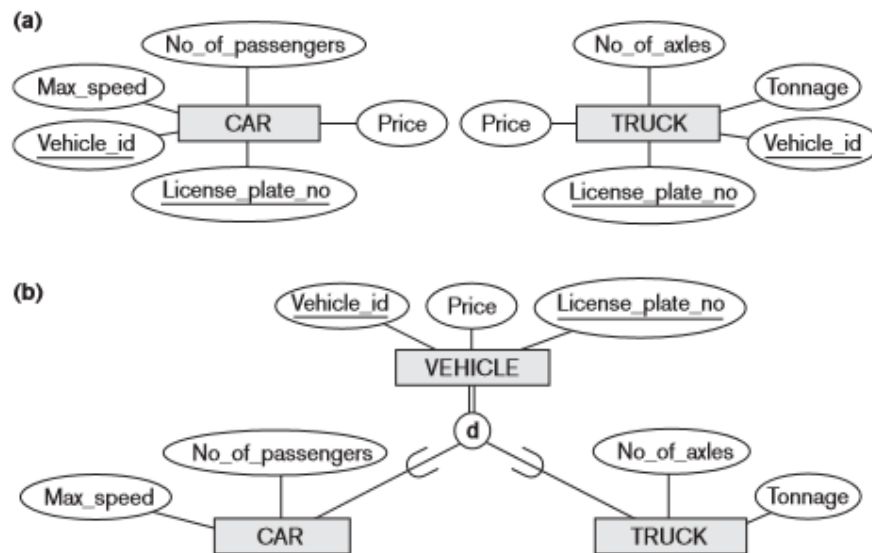 (a)
No_of_passengers
No_of_axles
Max_speed
Tonnage
CAR
Price
Price
TRUCK
Vehicle_id
Vehicle_id
License_plate_no
License_plate_no
(b)
Vehicle_id
Price
License_plate_no
VEHICLE
d
No_of_passengers
No_of_axles
Max_speed
Tonnage
CAR
TRUCK